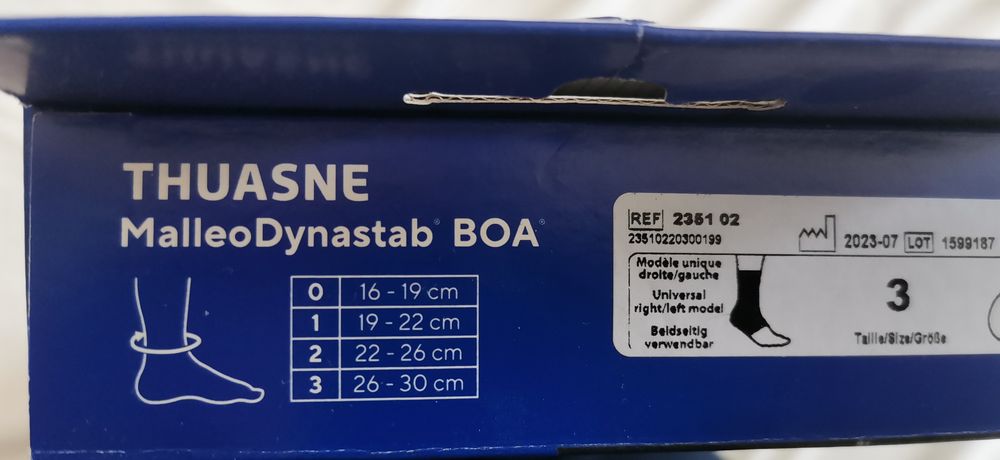 THUASNE
MalleoDynastab® BOA®
0 16 - 19 cm
1 19 - 22 cm
2 22 - 26 cm
3 26 - 30 cm
REF 2351 02
23510220300199
2023-07 LOT 1599187
Modèle unique
droite/gauche
Universal
right/left model
Beidseitig
verwendbar
3
Taille/Size/Größe